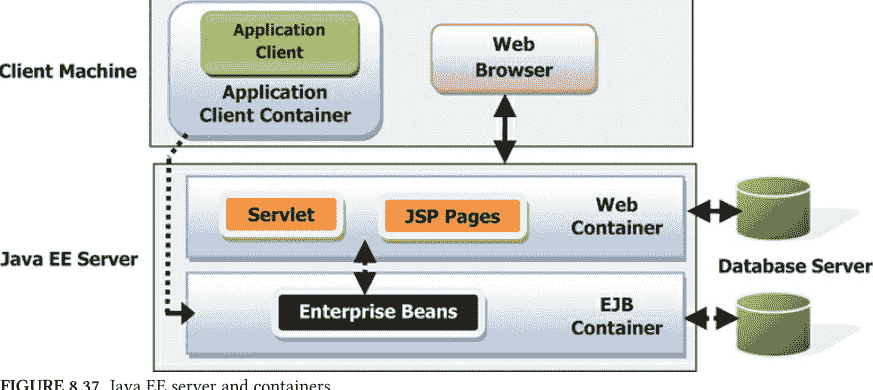 Application
Client
Application
Client Container
Web
Browser
Client Machine
Servlet
JSP Pages
Web
Container
Java EE Server
Database Server
Enterprise Beans
EJB
Container
FIGURE 8.37 Java EE server and containers